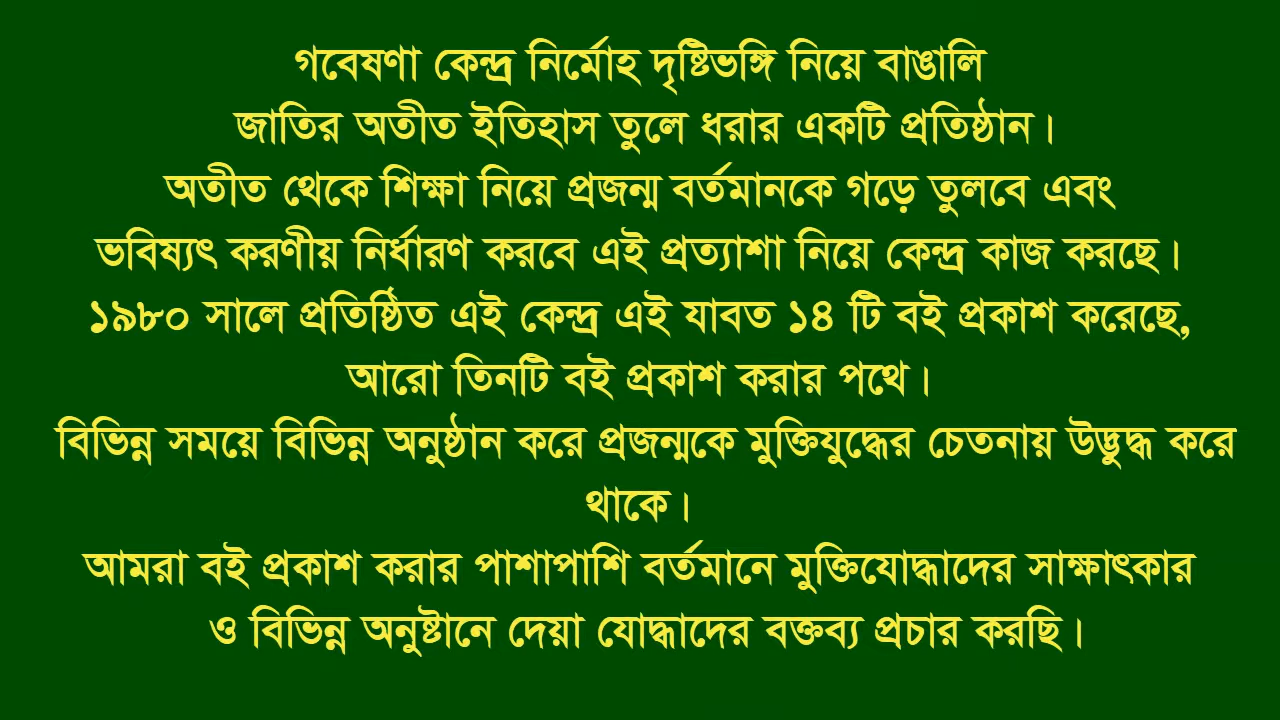 গবেষণা কেন্দ্র নির্মোহ দৃষ্টিভঙ্গি নিয়ে বাঙালি
জাতির অতীত ইতিহাস তুলে ধরার একটি প্রতিষ্ঠান।
অতীত থেকে শিক্ষা নিয়ে প্রজন্ম বর্তমানকে গড়ে তুলবে এবং
ভবিষ্যৎ করণীয় নির্ধারণ করবে এই প্রত্যাশা নিয়ে কেন্দ্র কাজ করছে।
১৯৮০ সালে প্রতিষ্ঠিত এই কেন্দ্র এই যাবত ১৪ টি বই প্রকাশ করেছে,
আরো তিনটি বই প্রকাশ করার পথে।
বিভিন্ন সময়ে বিভিন্ন অনুষ্ঠান করে প্রজন্মকে মুক্তিযুদ্ধের চেতনায় উদ্ভুদ্ধ করে
থাকে।
আমরা বই প্রকাশ করার পাশাপাশি বর্তমানে মুক্তিযোদ্ধাদের সাক্ষাৎকার
ও বিভিন্ন অনুষ্টানে দেয়া যোদ্ধাদের বক্তব্য প্রচার করছি।